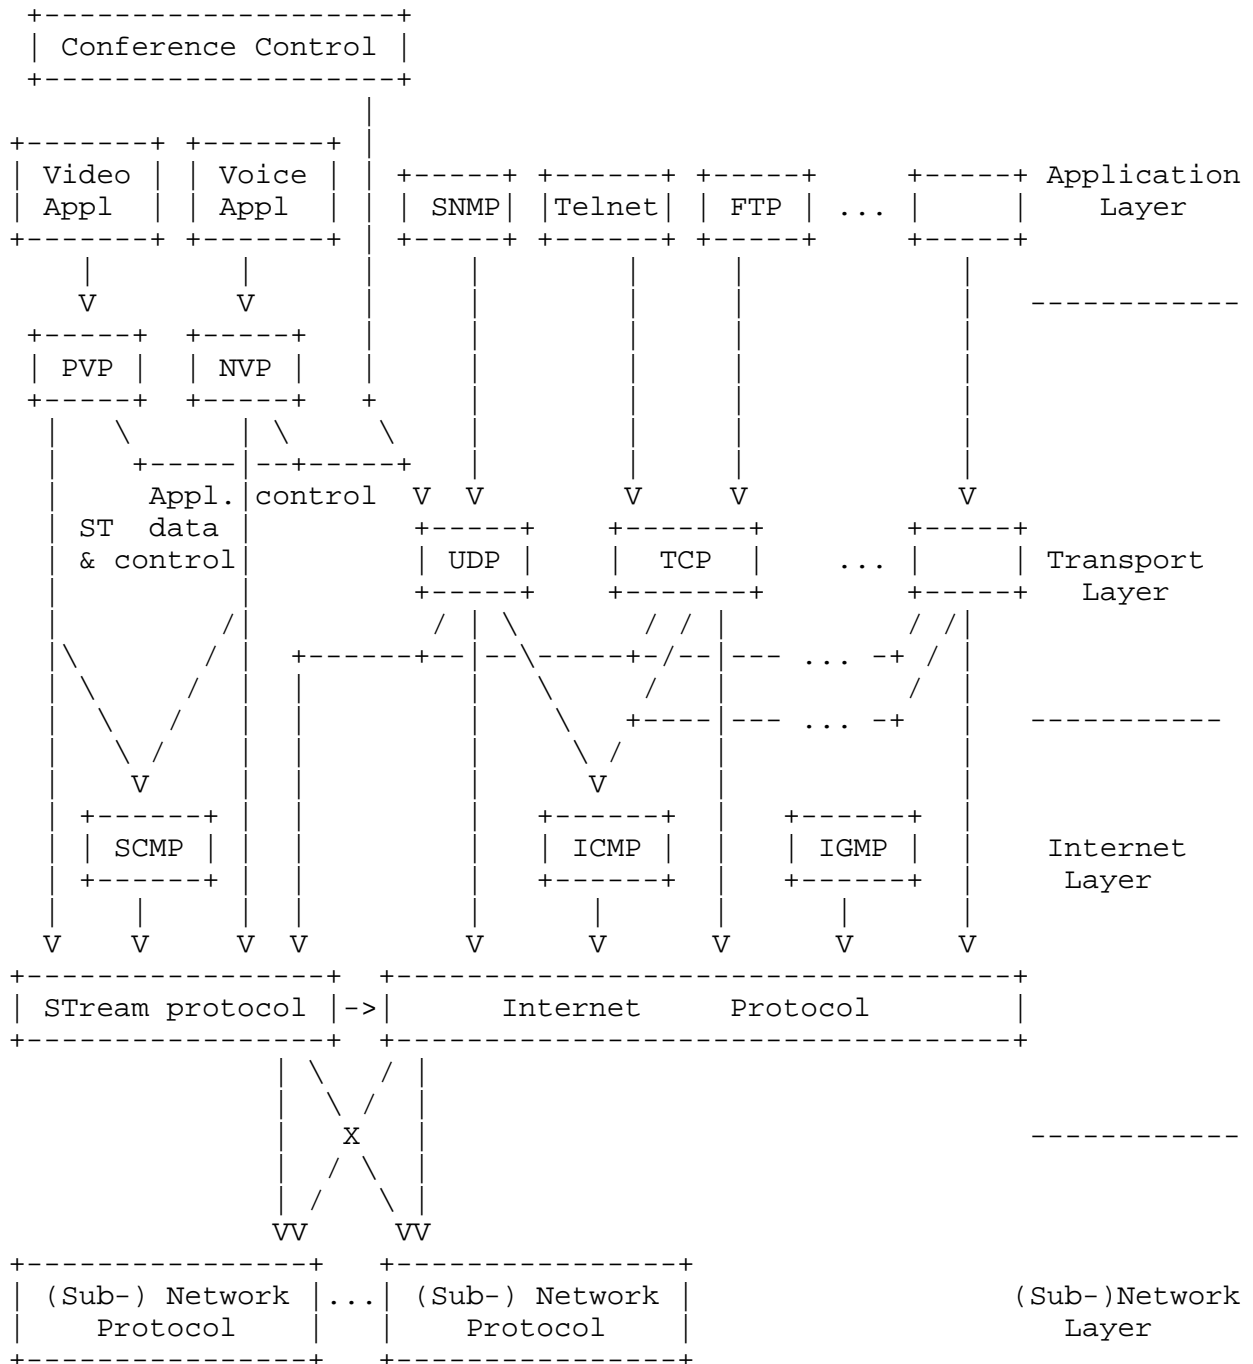 Conference Control
Video Voice Application
Appl Appl SNMP Telnet FTP ... Layer
V V
PVP NVP
Appl. control V V V V V
ST data
& control UDP TCP ... Transport
Layer
...
...
V V
SCMP ICMP IGMP Internet
Layer
V V V V V V V V V
STream protocol -> Internet Protocol
X
VV VV
(Sub-) Network ... (Sub-) Network (Sub-)Network
Protocol Protocol Layer